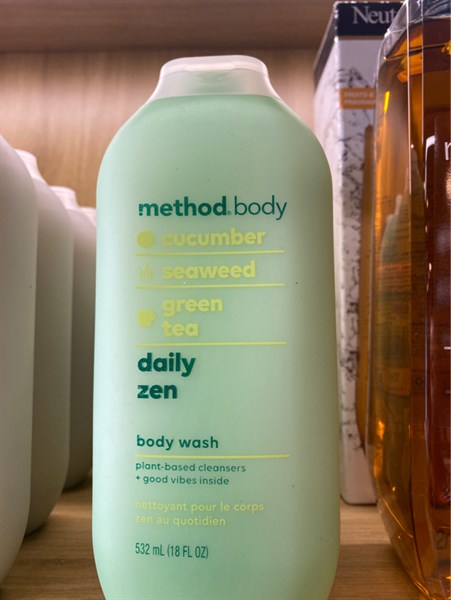 Neut
method. body
cucumber
seaweed
green
tea
daily
zen
body wash
plant-based cleansers
+ good vibes inside
nettoyant pour le corps
zen au quotidien
532 mL (18 FL OZ)